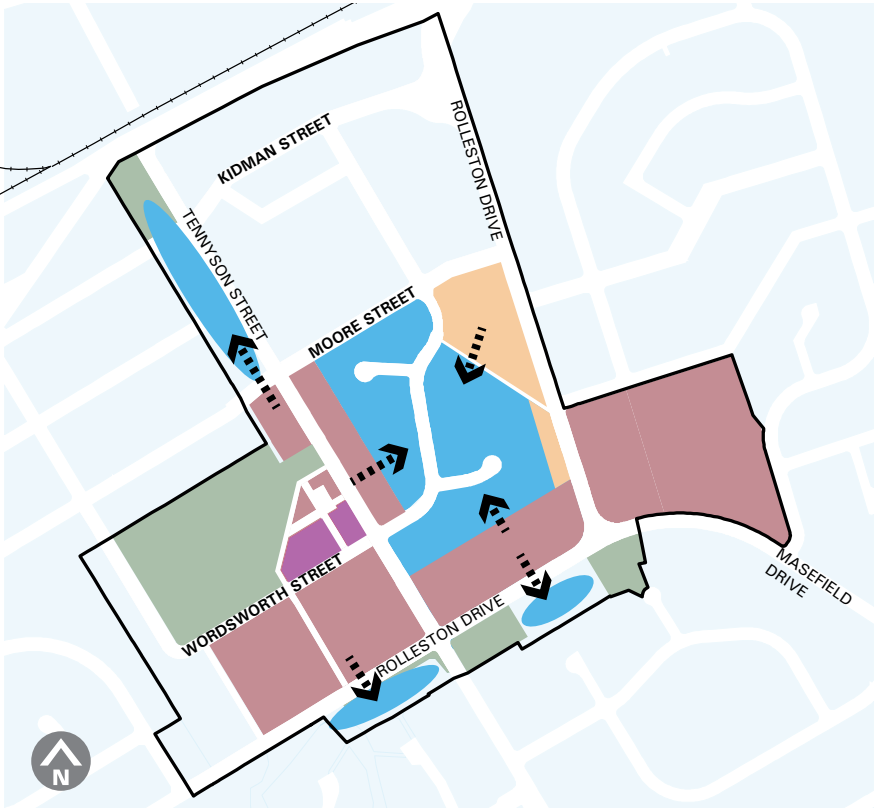 KIDMAN STREET
ROLLESTON DRIVE
TENNYSON STREET
MOORE STREET
WORDSWORTH STREET
ROLLESTON DRIVE
MASEFIELD
DRIVE
N